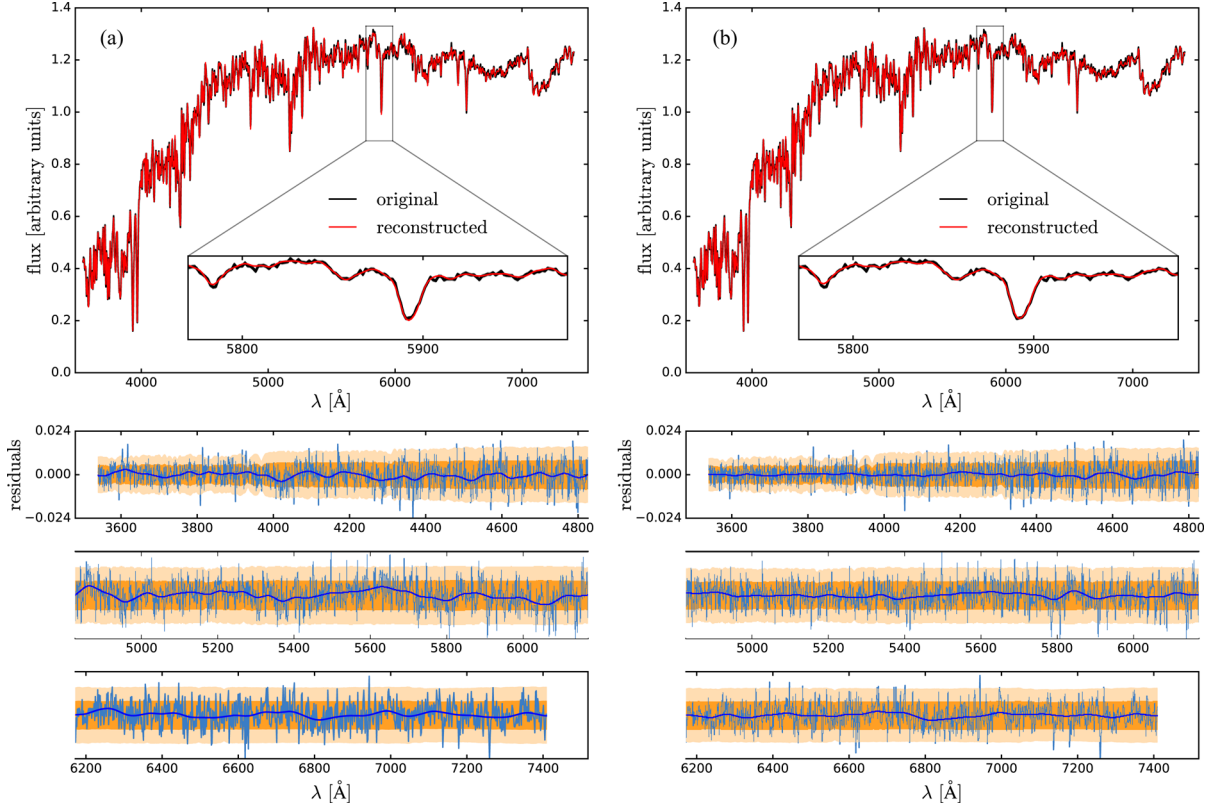 (a)
flux [arbitrary units]
1.4
1.2
1.0
0.8
0.6
0.4
0.2
0.0
original
reconstructed
5800 5900
4000 5000 6000 7000
λ [Å]
residuals
0.024
0.000
−0.024
3600 3800 4000 4200 4400 4600 4800
5000 5200 5400 5600 5800 6000
6200 6400 6600 6800 7000 7200 7400
λ [Å]
(b)
flux [arbitrary units]
1.4
1.2
1.0
0.8
0.6
0.4
0.2
0.0
original
reconstructed
5800 5900
4000 5000 6000 7000
λ [Å]
residuals
0.024
0.000
−0.024
3600 3800 4000 4200 4400 4600 4800
5000 5200 5400 5600 5800 6000
6200 6400 6600 6800 7000 7200 7400
λ [Å]